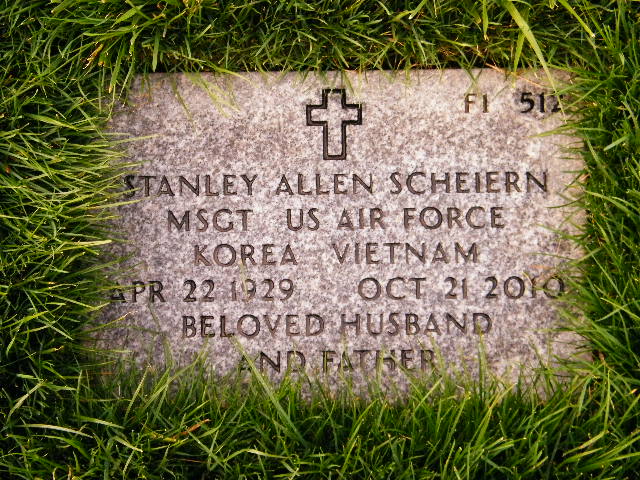 FI 512
STANLEY ALLEN SCHEIERN
MSGT US AIR FORCE
KOREA VIETNAM
APR 22 1929 OCT 21 2010
BELOVED HUSBAND
AND FATHER